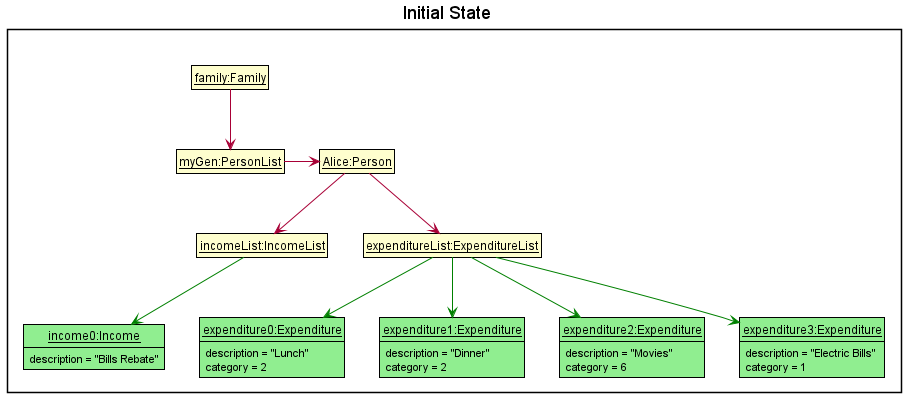 Initial State
family:Family
myGen:PersonList
Alice:Person
incomeList:IncomeList
expenditureList:ExpenditureList
income0:Income
description = "Bills Rebate"
expenditure0:Expenditure
description = "Lunch"
category = 2
expenditure1:Expenditure
description = "Dinner"
category = 2
expenditure2:Expenditure
description = "Movies"
category = 6
expenditure3:Expenditure
description = "Electric Bills"
category = 1